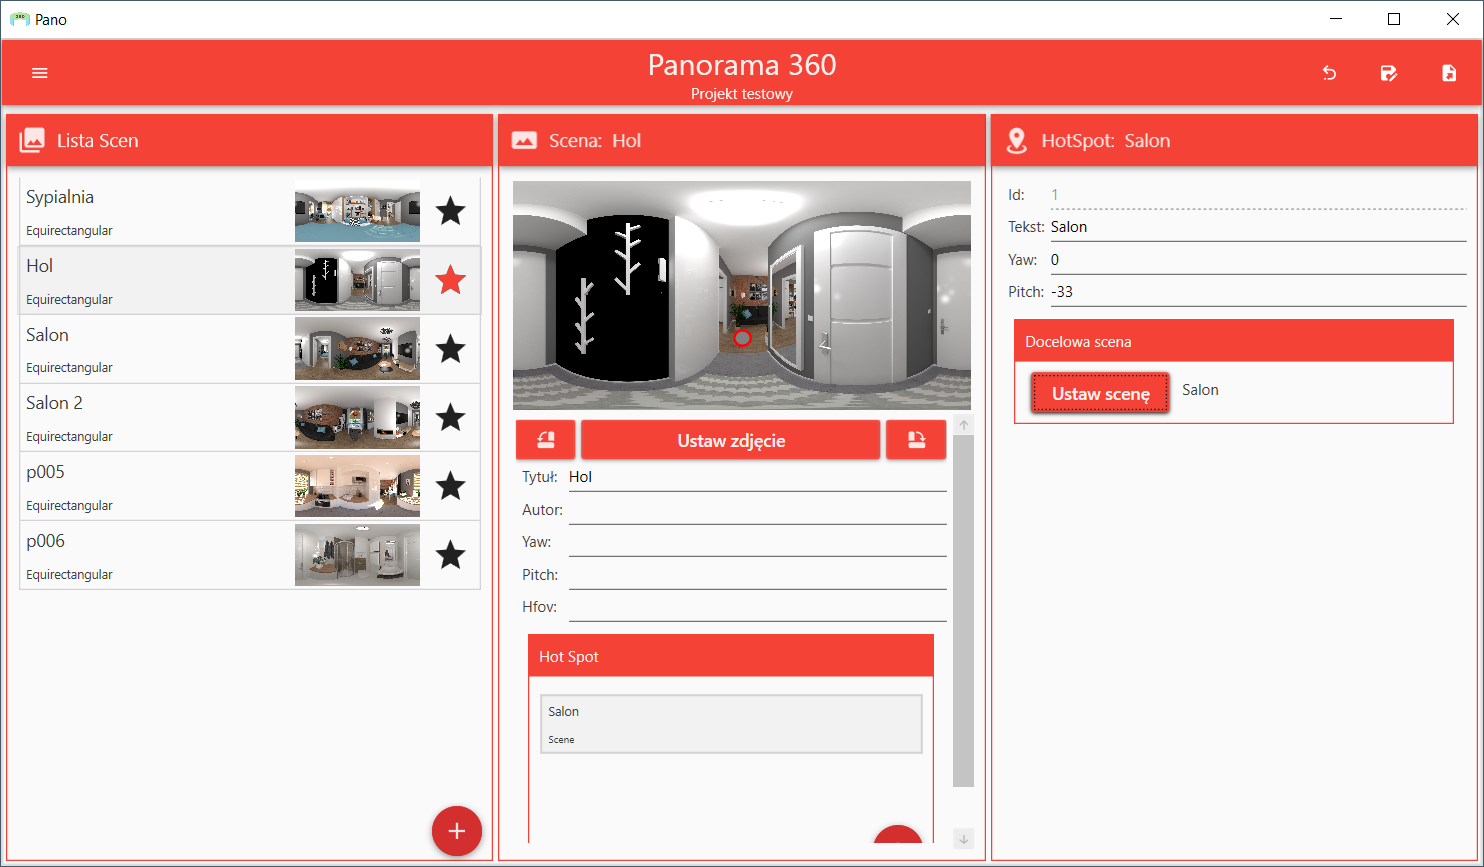 Pano
Panorama 360
Projekt testowy
Lista Scen
Sypialnia
Equirectangular
Hol
Equirectangular
Salon
Equirectangular
Salon 2
Equirectangular
p005
Equirectangular
p006
Equirectangular
Scena: Hol
Ustaw zdjęcie
Tytuł: Hol
Autor:
Yaw:
Pitch:
Hfov:
Hot Spot
Salon
Scene
HotSpot: Salon
Id: 1
Tekst: Salon
Yaw: 0
Pitch: -33
Docelowa scena
Ustaw scenę Salon